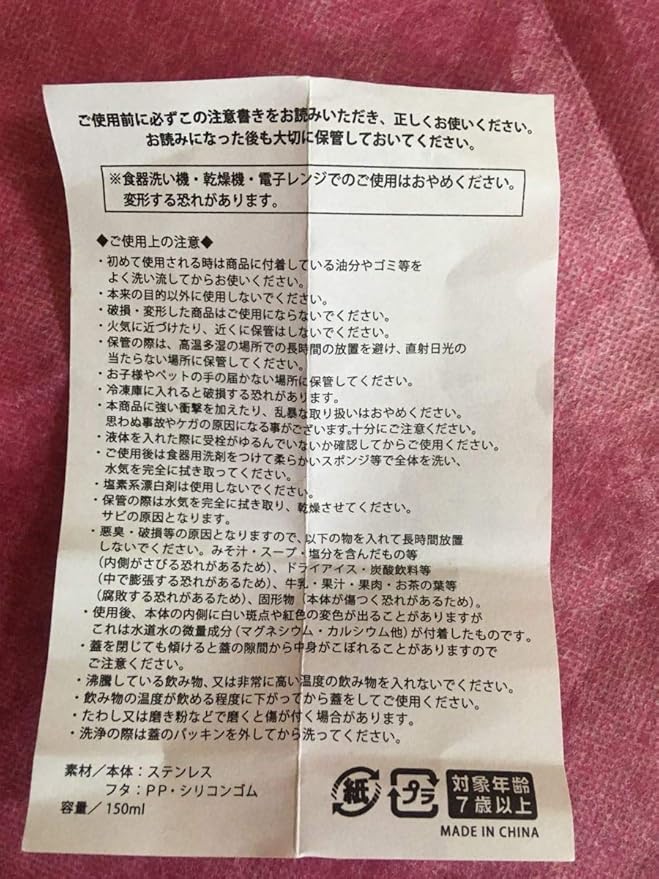 ご使用前に必ずこの注意書きをお読みいただき、正しくお使いください。
お読みになった後も大切に保管しておいてください。
※食器洗い機・乾燥機・電子レンジでのご使用はおやめください。
変形する恐れがあります。
◆ご使用上の注意◆
・初めて使用される時は商品に付着している油分やゴミ等を
よく洗い流してからお使いください。
・本来の目的以外に使用しないでください。
・破損・変形した商品はご使用にならないでください。
・火気に近づけたり、近くに保管はしないでください。
・保管の際は、高温多湿の場所での長時間の放置を避け、直射日光の
当たらない場所に保管してください。
・お子様やペットの手の届かない場所に保管してください。
・冷凍庫に入れると破損する恐れがあります。
・本商品に強い衝撃を加えたり、乱暴な取り扱いはおやめください。
思わぬ事故やケガの原因になる事がございます。十分にご注意ください。
・液体を入れた際に受栓がゆるんでいないか確認してからご使用ください。
・ご使用後は食器用洗剤をつけて柔らかいスポンジ等で全体を洗い、
水気を完全に拭き取ってください。
・塩素系漂白剤は使用しないでください。
・保管の際は水気を完全に拭き取り、乾燥させてください。
サビの原因となります。
・悪臭・破損等の原因となりますので、以下の物を入れて長時間放置
しないでください。みそ汁・スープ・塩分を含んだもの等
（内側がさびる恐れがあるため）、ドライアイス・炭酸飲料等
（中で膨張する恐れがあるため）、牛乳・果汁・果肉・お茶の葉等
（腐敗する恐れがあるため）、固形物（本体が傷つく恐れがあるため）。
・使用後、本体の内側に白い斑点や紅色の変色が出ることがありますが
これは水道水の微量成分（マグネシウム・カルシウム他）が付着したものです。
・蓋を閉じても傾けると蓋の隙間から中身がこぼれることがありますので
ご注意ください。
・沸騰している飲み物、又は非常に高い温度の飲み物を入れないでください。
・飲み物の温度が飲める程度に下がってから蓋をしてご使用ください。
・たわし又は磨き粉などで磨くと傷が付く場合があります。
・洗浄の際は蓋のパッキンを外してから洗ってください。
素材／本体：ステンレス
フタ：PP・シリコンゴム
容量／150ml
紙
プラ
対象年齢
7歳以上
MADE IN CHINA